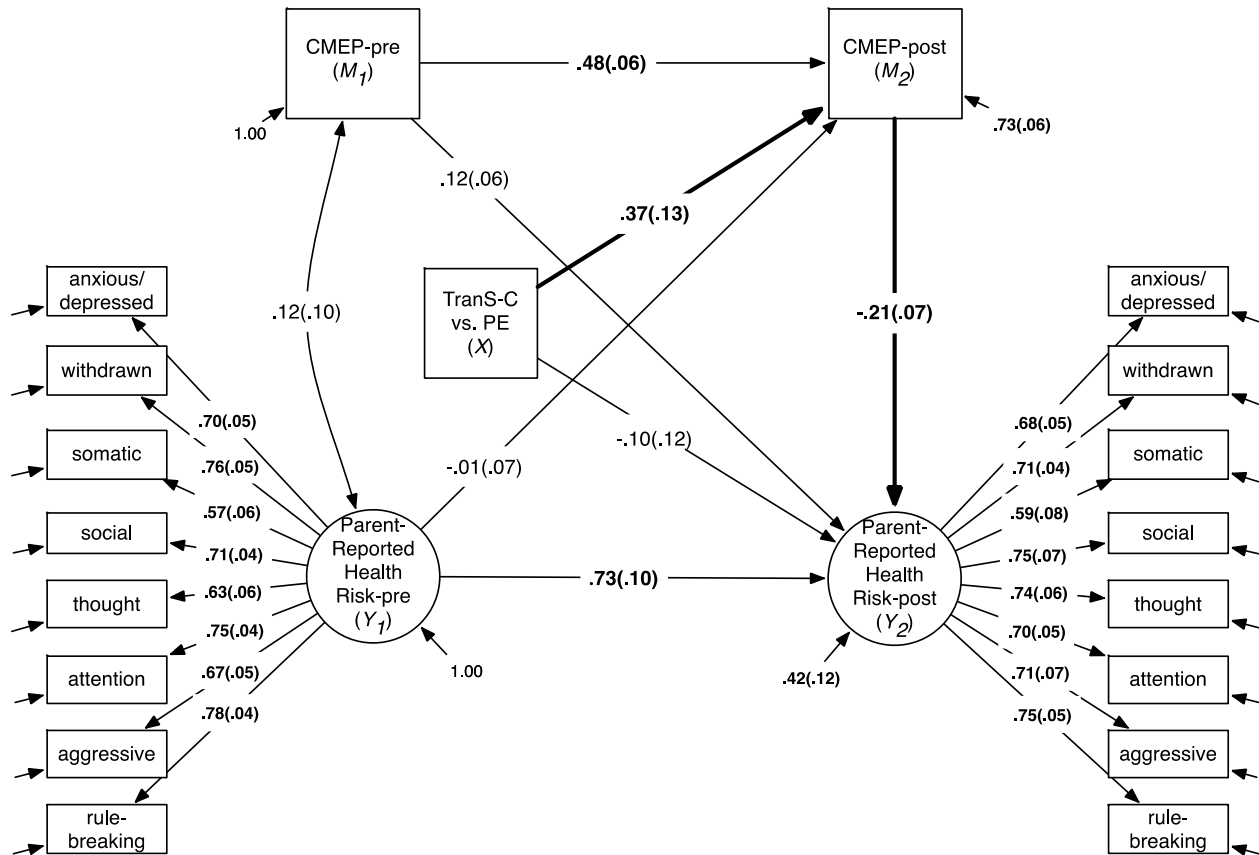 CMEP-pre
(M1)
CMEP-post
(M2)
.48(.06)
1.00
.73(.06)
.12(.06)
.37(.13)
TranS-C
vs. PE
(X)
.12(.10)
-.21(.07)
-.10(.12)
-.01(.07)
anxious/
depressed
withdrawn
somatic
social
thought
attention
aggressive
rule-
breaking
.70(.05)
.76(.05)
.57(.06)
.71(.04)
.63(.06)
.75(.04)
.67(.05)
.78(.04)
Parent-
Reported
Health
Risk-pre
(Y1)
1.00
.73(.10)
Parent-
Reported
Health
Risk-post
(Y2)
.42(.12)
.68(.05)
.71(.04)
.59(.08)
.75(.07)
.74(.06)
.70(.05)
.71(.07)
.75(.05)
anxious/
depressed
withdrawn
somatic
social
thought
attention
aggressive
rule-
breaking